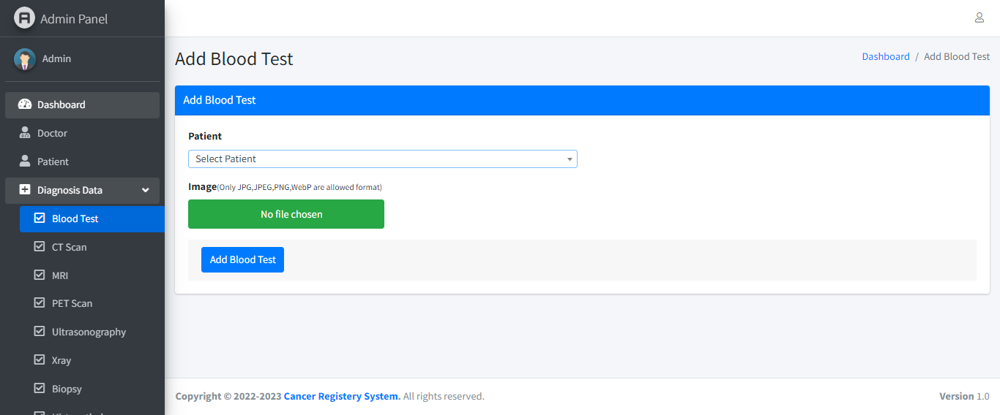 Admin Panel
Admin
Dashboard
Doctor
Patient
Diagnosis Data
Blood Test
CT Scan
MRI
PET Scan
Ultrasonography
Xray
Biopsy
Add Blood Test
Dashboard / Add Blood Test
Add Blood Test
Patient
Select Patient
Image(Only JPG,JPEG,PNG,WebP are allowed format)
No file chosen
Add Blood Test
Copyright © 2022-2023 Cancer Registery System. All rights reserved.
Version 1.0